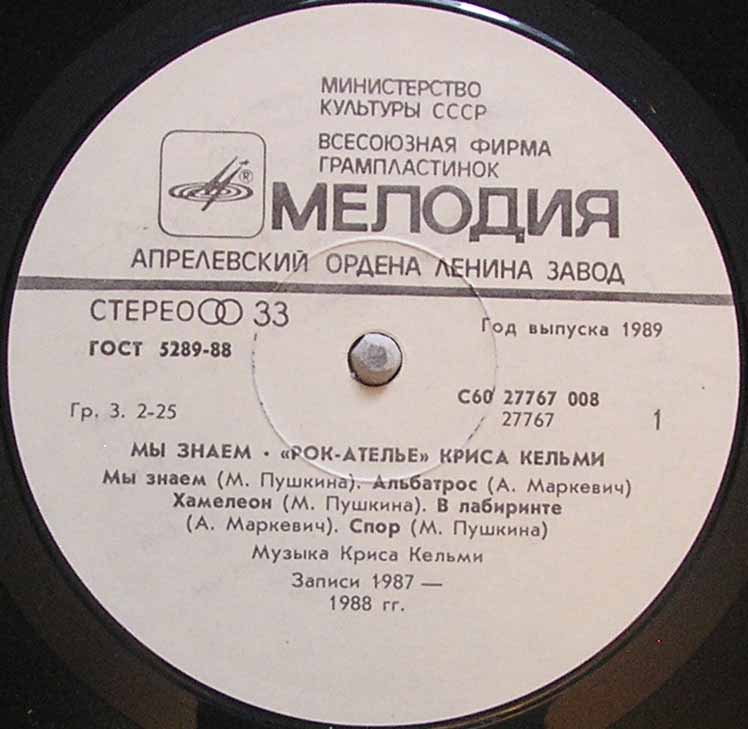 МИНИСТЕРСТВО
КУЛЬТУРЫ СССР
ВСЕСОЮЗНАЯ ФИРМА
ГРАМПЛАСТИНОК
®
МЕЛОДИЯ
АПРЕЛЕВСКИЙ ОРДЕНА ЛЕНИНА ЗАВОД
СТЕРЕО 33
Год выпуска 1989
ГОСТ 5289-88
С60 27767 008
Гр. 3. 2-25
27767
1
МЫ ЗНАЕМ · «РОК-АТЕЛЬЕ» КРИСА КЕЛЬМИ
Мы знаем (М. Пушкина). Альбатрос (А. Маркевич)
Хамелеон (М. Пушкина). В лабиринте
(А. Маркевич). Спор (М. Пушкина)
Музыка Криса Кельми
Записи 1987 —
1988 гг.